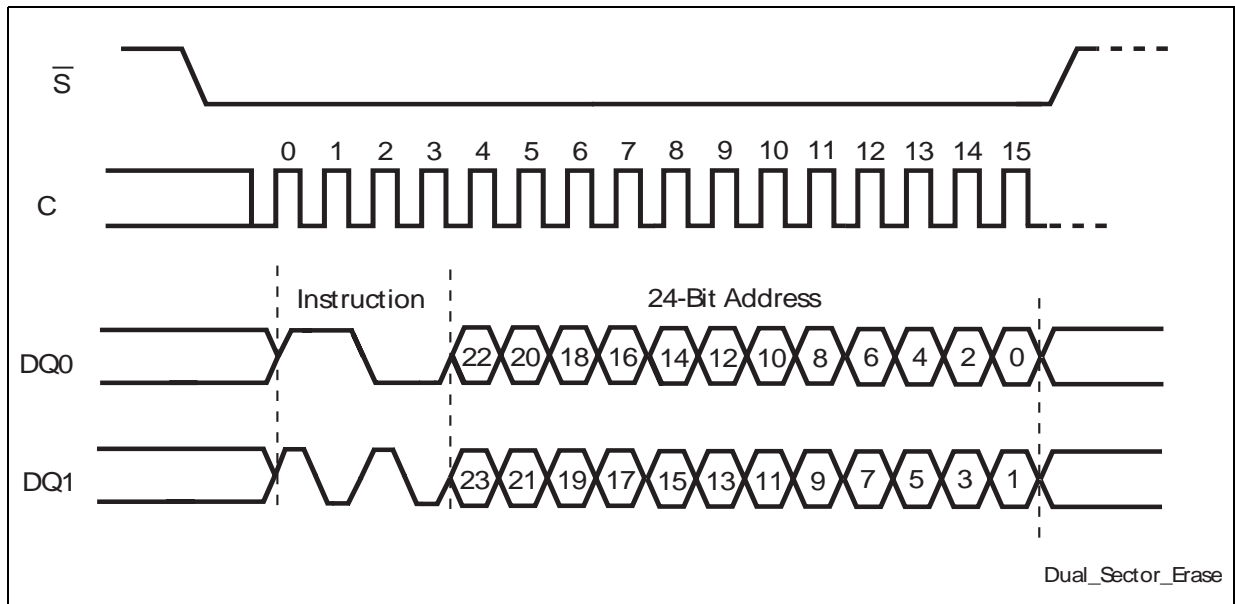 S
0 1 2 3 4 5 6 7 8 9 10 11 12 13 14 15
C
Instruction 24-Bit Address
DQ0 22 20 18 16 14 12 10 8 6 4 2 0
DQ1 23 21 19 17 15 13 11 9 7 5 3 1
Dual_Sector_Erase